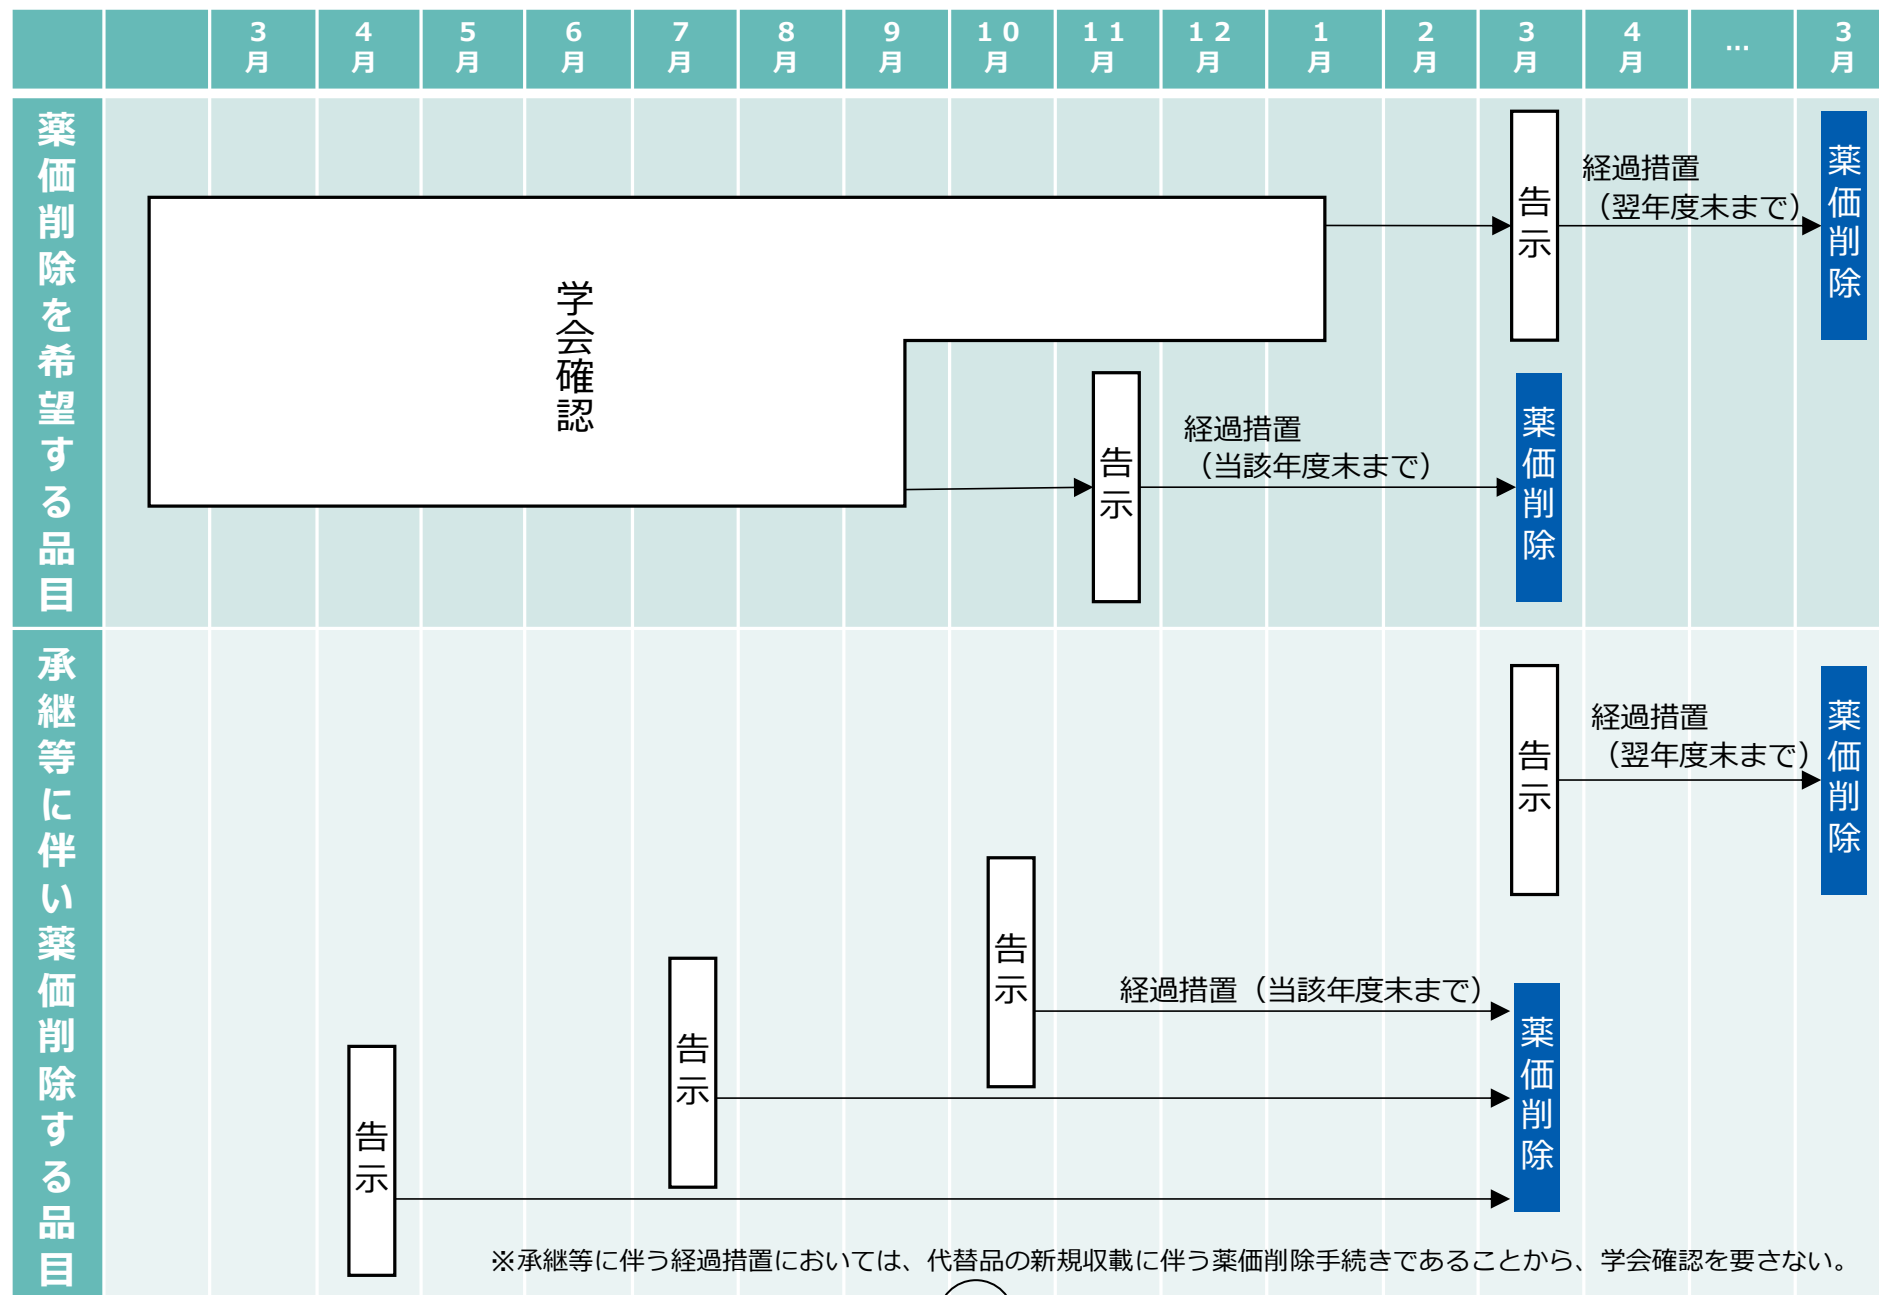 3月
4月
5月
6月
7月
8月
9月
10月
11月
12月
1月
2月
3月
4月
…
3月
薬価削除を希望する品目
学会確認
告示
経過措置
（翌年度末まで）
薬価削除
告示
経過措置
（当該年度末まで）
薬価削除
承継等に伴い薬価削除する品目
告示
経過措置
（翌年度末まで）
薬価削除
告示
経過措置（当該年度末まで）
告示
薬価削除
告示
※承継等に伴う経過措置においては、代替品の新規収載に伴う薬価削除手続きであることから、学会確認を要さない。